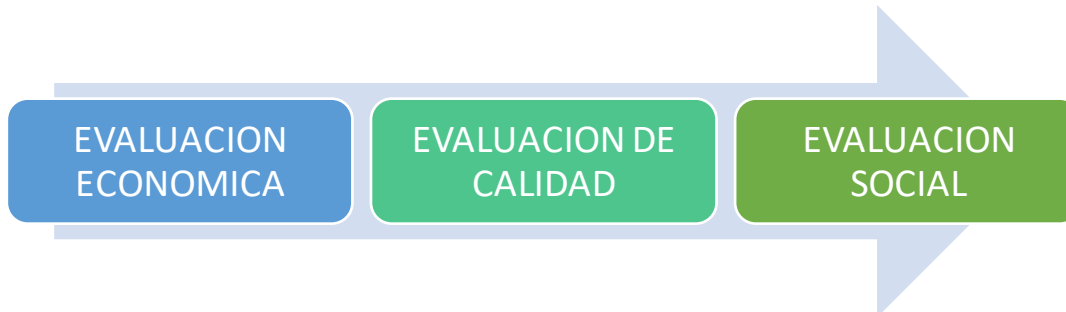 EVALUACION
ECONOMICA
EVALUACION DE
CALIDAD
EVALUACION
SOCIAL